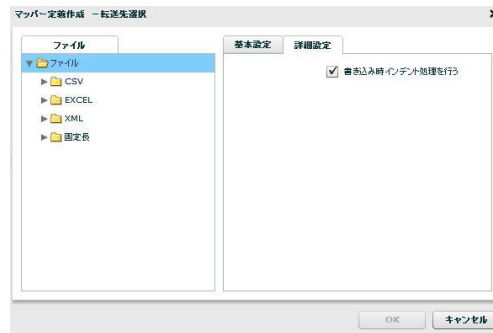 マッパー定義作成 －転送先選択
ファイル
ファイル
CSV
EXCEL
XML
固定長
基本設定 詳細設定
書き込み時インデント処理を行う
OK キャンセル